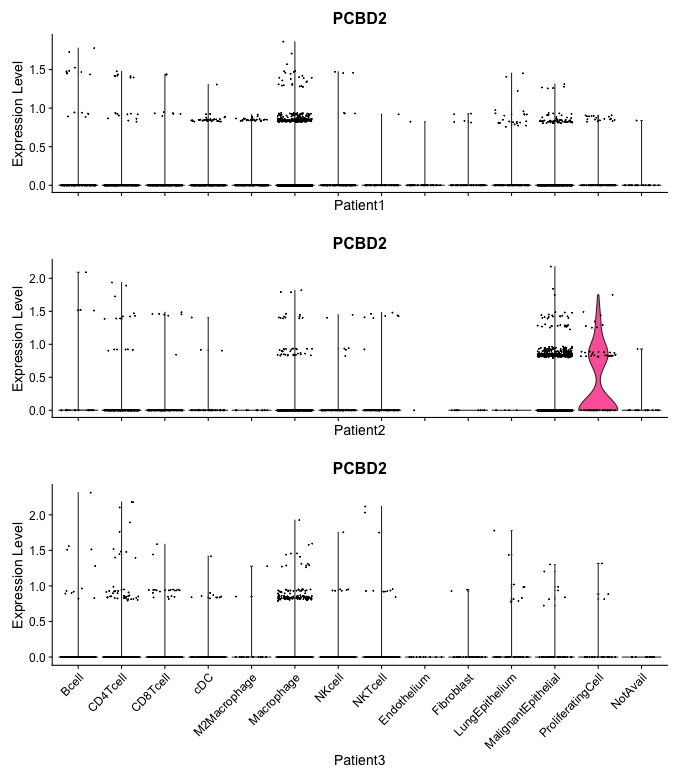 PCBD2
Expression Level
1.5
1.0
0.5
0.0
Patient1
PCBD2
Expression Level
2.0
1.5
1.0
0.5
0.0
Patient2
PCBD2
Expression Level
2.0
1.5
1.0
0.5
0.0
Bcell
CD4Tcell
CD8Tcell
cDC
M2Macrophage
Macrophage
NKcell
NKTcell
Endothelium
Fibroblast
LungEpithelium
MalignantEpithelial
ProliferatingCell
NotAvail
Patient3